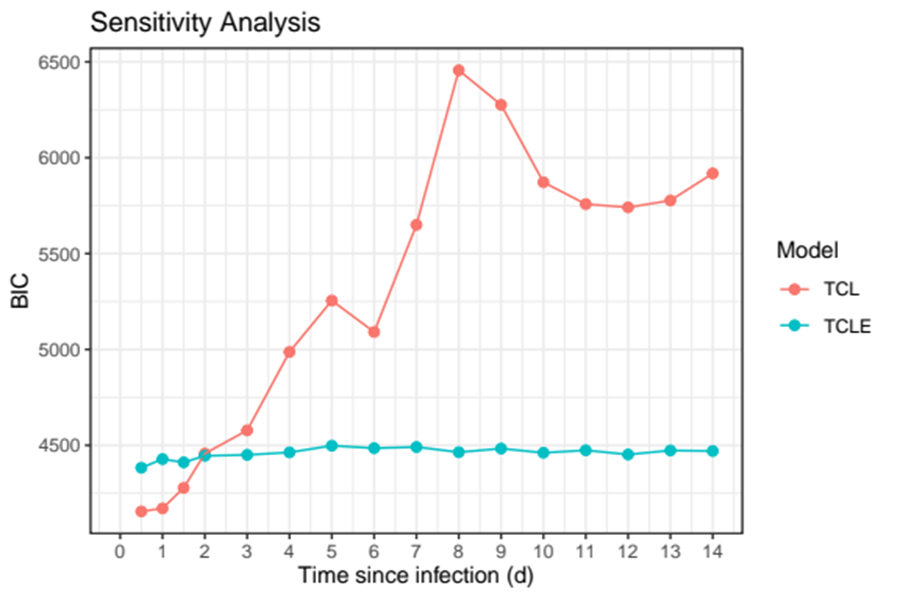 Sensitivity Analysis
6500
6000
5500
5000
4500
BIC
0 1 2 3 4 5 6 7 8 9 10 11 12 13 14
Time since infection (d)
Model
TCL
TCLE